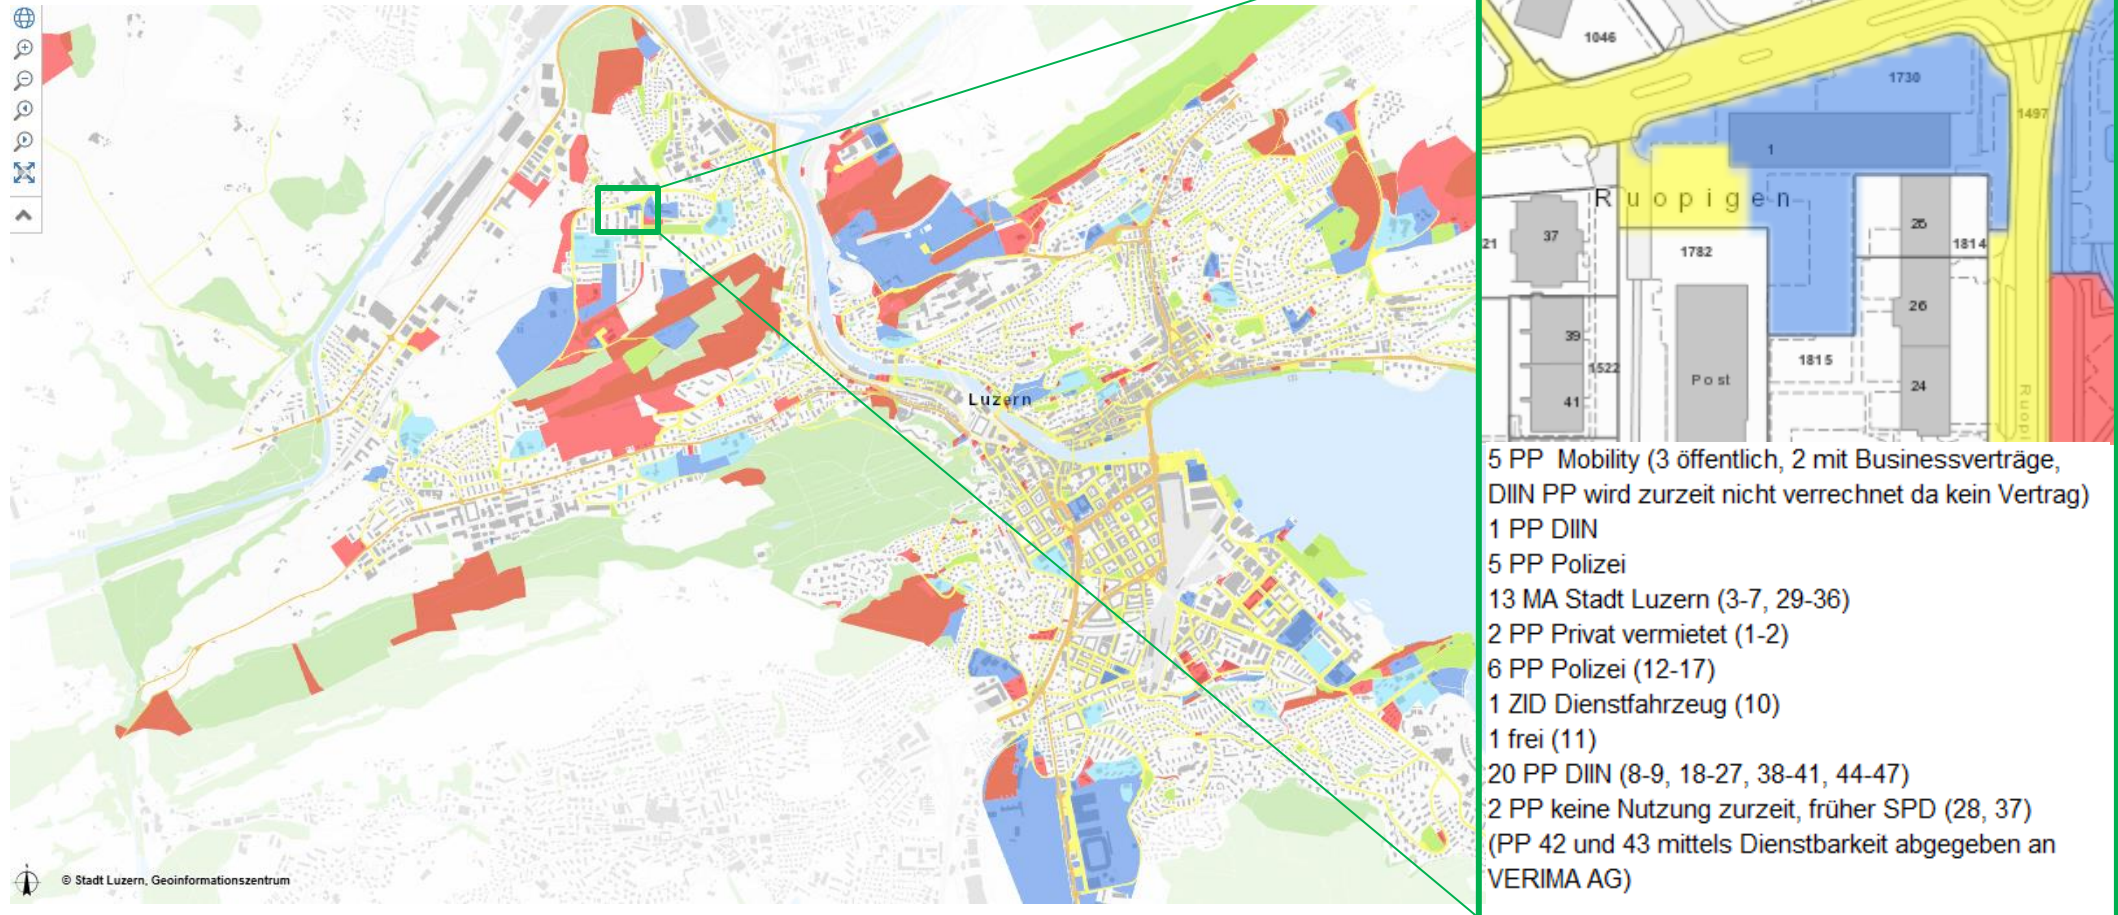 Luzern
© Stadt Luzern, Geoinformationszentrum
1046
1730
1497
1
Ruopigen
37
21
1782
26
1814
39
26
1522
1815
Post
24
41
Ruopi
5 PP  Mobility (3 öffentlich, 2 mit Businessverträge,
DIIN PP wird zurzeit nicht verrechnet da kein Vertrag)
1 PP DIIN
5 PP Polizei
13 MA Stadt Luzern (3-7, 29-36)
2 PP Privat vermietet (1-2)
6 PP Polizei (12-17)
1 ZID Dienstfahrzeug (10)
1 frei (11)
20 PP DIIN (8-9, 18-27, 38-41, 44-47)
2 PP keine Nutzung zurzeit, früher SPD (28, 37)
(PP 42 und 43 mittels Dienstbarkeit abgegeben an
VERIMA AG)